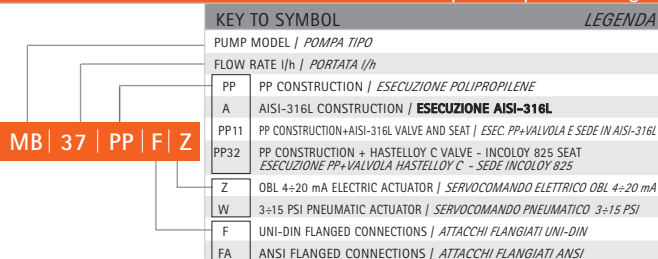 KEY TO SYMBOL LEGENDA
PUMP MODEL / POMPA TIPO
FLOW RATE l/h / PORTATA l/h
PP PP CONSTRUCTION / ESECUZIONE POLIPROPILENE
A AISI-316L CONSTRUCTION / ESECUZIONE AISI-316L
PP11 PP CONSTRUCTION+AISI-316L VALVE AND SEAT / ESEC. PP+VALVOLA E SEDE IN AISI-316L
PP32 PP CONSTRUCTION + HASTELLOY C VALVE - INCOLOY 825 SEAT
ESECUZIONE PP+VALVOLA HASTELLOY C - SEDE INCOLOY 825
MB 37 PP F Z
Z OBL 4÷20 mA ELECTRIC ACTUATOR / SERVOCOMANDO ELETTRICO OBL 4÷20 mA
W 3÷15 PSI PNEUMATIC ACTUATOR / SERVOCOMANDO PNEUMATICO 3÷15 PSI
F UNI-DIN FLANGED CONNECTIONS / ATTACCHI FLANGIATI UNI-DIN
FA ANSI FLANGED CONNECTIONS / ATTACCHI FLANGIATI ANSI